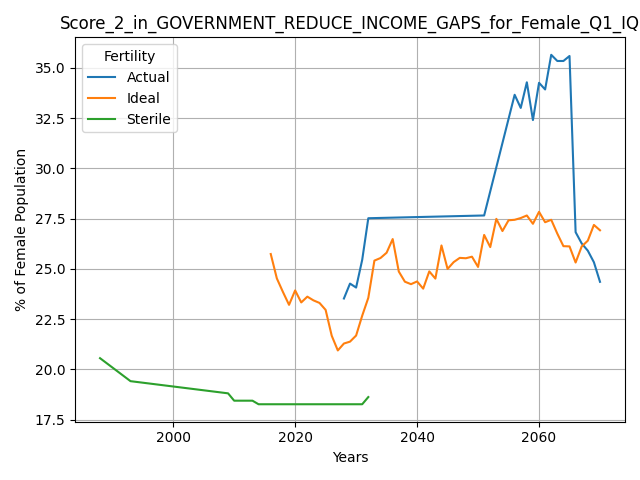 Score_2_in_GOVERNMENT_REDUCE_INCOME_GAPS_for_Female_Q1_IQ
Fertility
Actual
Ideal
Sterile
35.0
32.5
30.0
27.5
25.0
22.5
20.0
17.5
% of Female Population
2000
2020
2040
2060
Years